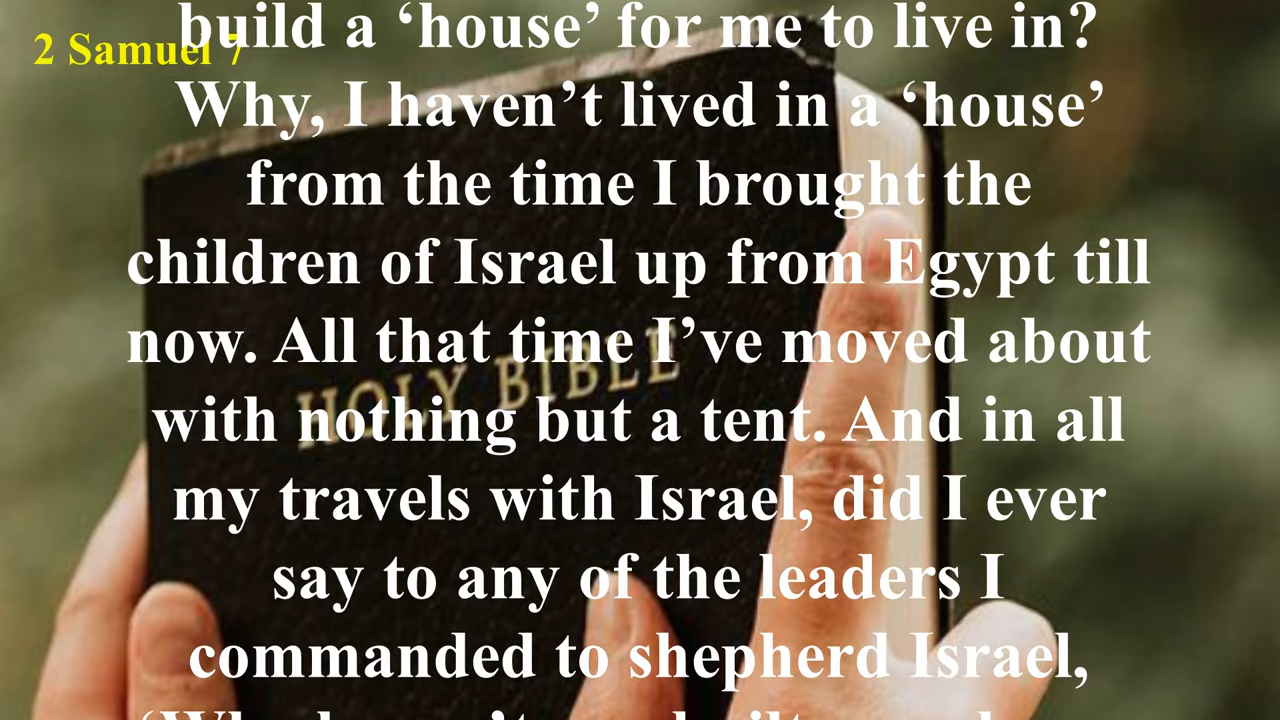 2 Samuel 7
build a ‘house’ for me to live in?
Why, I haven’t lived in a ‘house’
from the time I brought the
children of Israel up from Egypt till
now. All that time I’ve moved about
with nothing but a tent. And in all
my travels with Israel, did I ever
say to any of the leaders I
commanded to shepherd Israel,
HOLY BIBLE